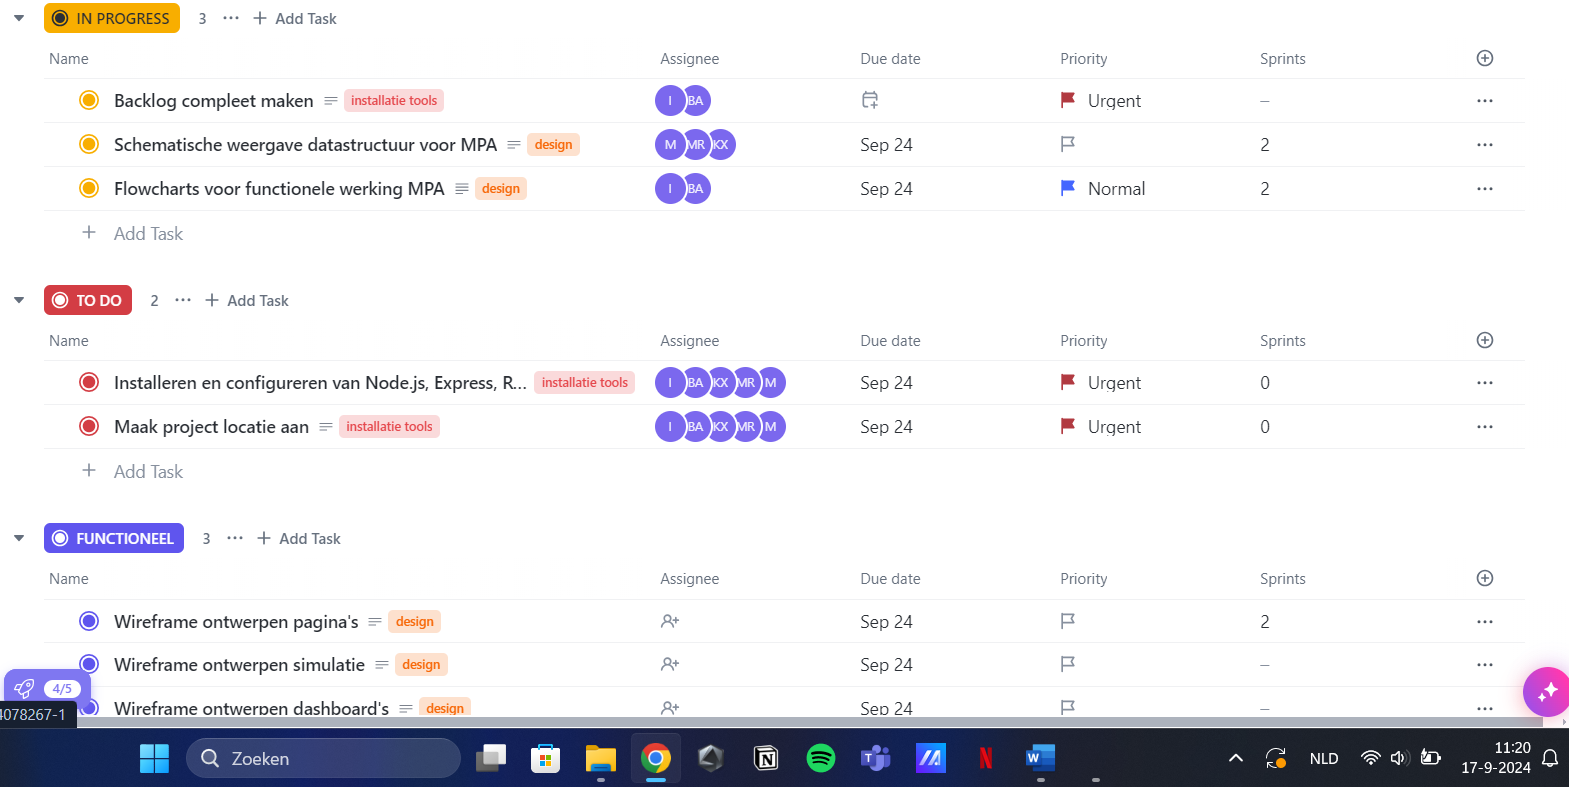 IN PROGRESS 3 ... + Add Task
Name Assignee Due date Priority Sprints
Backlog compleet maken installatie tools I BA Urgent –
Schematische weergave datastructuur voor MPA design M MR KX Sep 24 2
Flowcharts voor functionele werking MPA design I BA Sep 24 Normal 2
+ Add Task
TO DO 2 ... + Add Task
Name Assignee Due date Priority Sprints
Installeren en configureren van Node.js, Express, R... installatie tools I BA KX MR M Sep 24 Urgent 0
Maak project locatie aan installatie tools I BA KX MR M Sep 24 Urgent 0
+ Add Task
FUNCTIONEEL 3 ... + Add Task
Name Assignee Due date Priority Sprints
Wireframe ontwerpen pagina's design Sep 24 2
Wireframe ontwerpen simulatie design Sep 24 –
4/5
Wireframe ontwerpen dashboard's design Sep 24 –
4078267-1
Zoeken NLD 11:20
17-9-2024